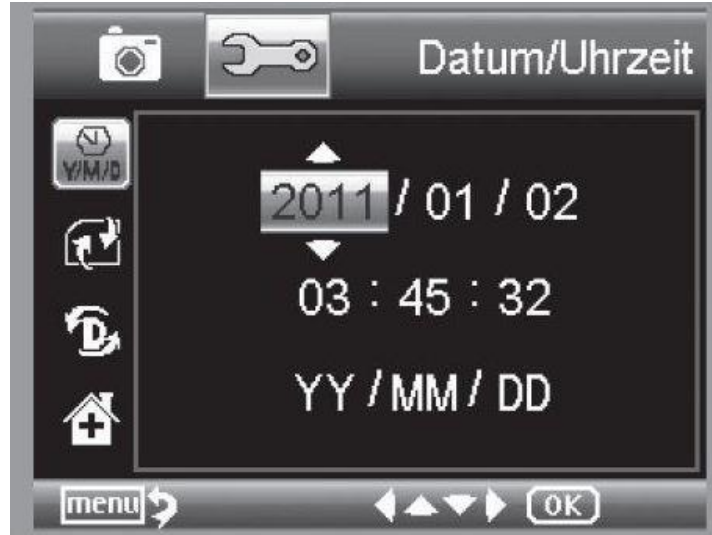 Datum/Uhrzeit
Y/M/D
2011 / 01 / 02
03 : 45 : 32
D
YY / MM / DD
menu OK